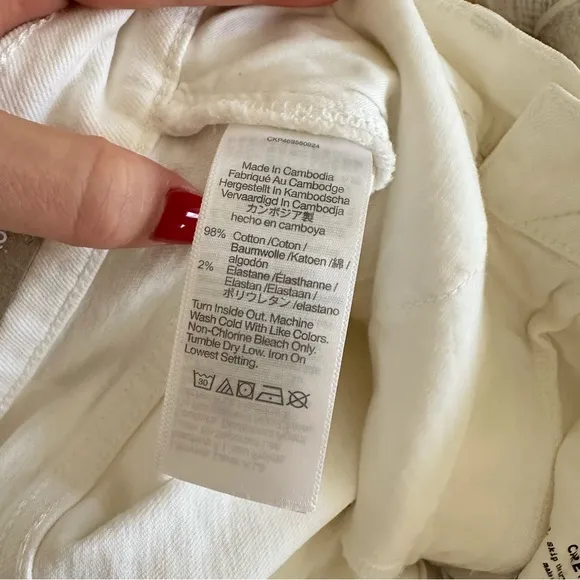 CKP469560024
Made In Cambodia
Fabriqué Au Cambodge
Hergestellt In Kambodscha
Vervaardigd In Cambodja
カンボジア製
hecho en camboya
98% Cotton /Coton /
Baumwolle /Katoen /綿 /
algodón
2% Elastane /Elasthanne /
Elastan /Elastaan /
ポリウレタン /elastano
Turn Inside Out. Machine
Wash Cold With Like Colors.
Non-Chlorine Bleach Only.
Tumble Dry Low. Iron On
Lowest Setting.
30